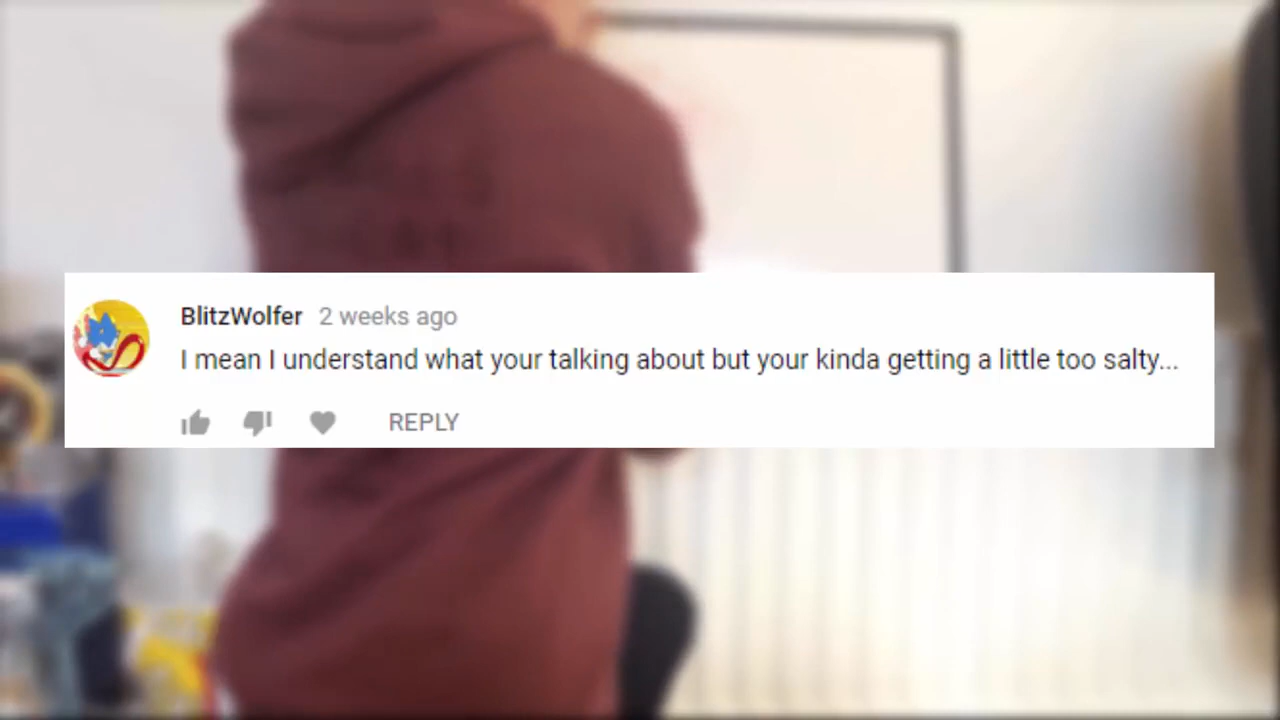 BlitzWolfer 2 weeks ago
I mean I understand what your talking about but your kinda getting a little too salty...
REPLY